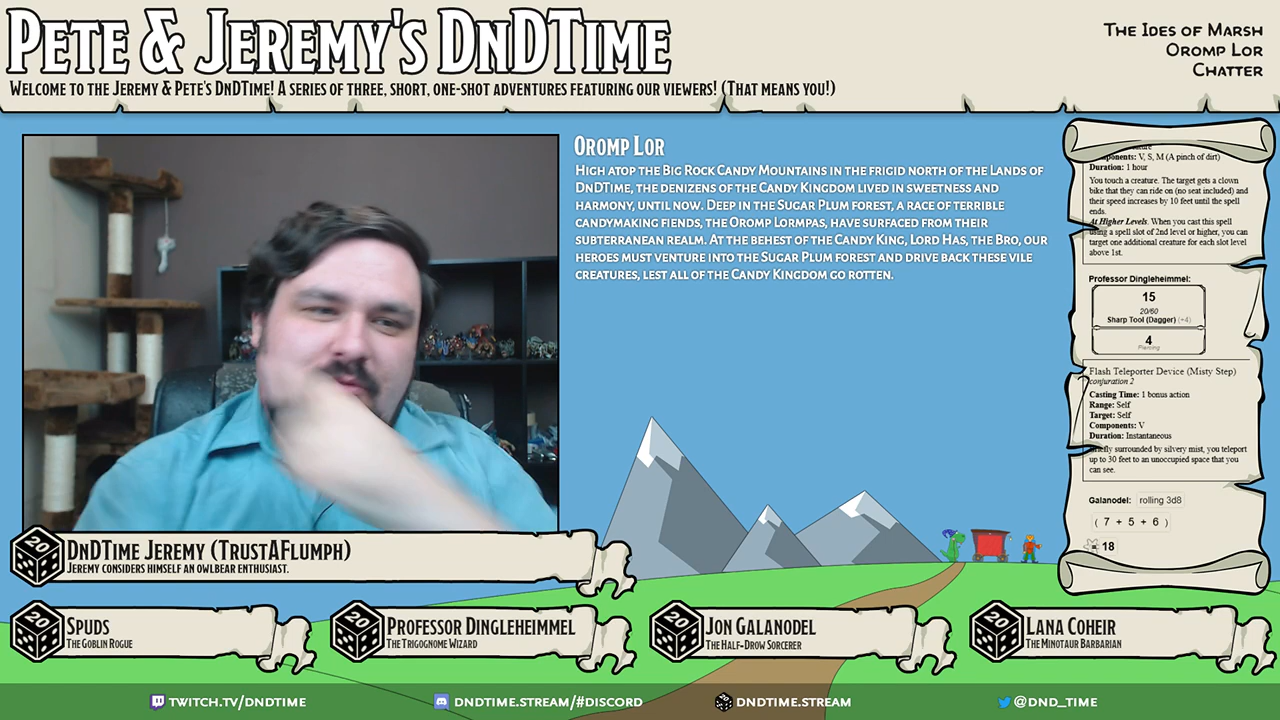 Pete & Jeremy's DnDTime
Welcome to the Jeremy & Pete's DnDTime! A series of three, short, one-shot adventures featuring our viewers! (That means you!)
The Ides of Marsh
Oromp Lor
Chatter
Oromp Lor
High atop the Big Rock Candy Mountains in the frigid north of the Lands of
DnDTime, the denizens of the Candy Kingdom lived in sweetness and
harmony, until now. Deep in the Sugar Plum Forest, a race of terrible
candymaking fiends, the Oromp Lormpas, have surfaced from their
subterranean realm. At the behest of the Candy King, Lord Has, the Bro, our
heroes must venture into the Sugar Plum Forest and drive back these vile
creatures, lest all of the Candy Kingdom go rotten.
V, S, M (A pinch of dirt)
Duration: 1 hour
You touch a creature. The target gets a clown
bike that they can ride on (no seat included) and
their speed increases by 10 feet until the spell
ends.
At Higher Levels. When you cast this spell
using a spell slot of 2nd level or higher, you can
target one additional creature for each slot level
above 1st.
Professor Dingleheimmel:
15
20/60
Sharp Tool (Dagger) (+4)
4
Piercing
Flash Teleporter Device (Misty Step)
conjuration 2
Casting Time: 1 bonus action
Range: Self
Target: Self
Components: V
Duration: Instantaneous
surrounded by silvery mist, you teleport
up to 30 feet to an unoccupied space that you
can see.
Galanodel: rolling 3d8
( 7 + 5 + 6 )
18
20
DnDTime Jeremy (TrustAFlumph)
Jeremy considers himself an owlbear enthusiast.
20
Spuds
The Goblin Rogue
20
Professor Dingleheimmel
The Trigognome Wizard
20
Jon Galanodel
The Half-Drow Sorcerer
20
Lana Coheir
The Minotaur Barbarian
twitch.tv/dndtime
dndtime.stream/#discord
dndtime.stream
@dnd_time